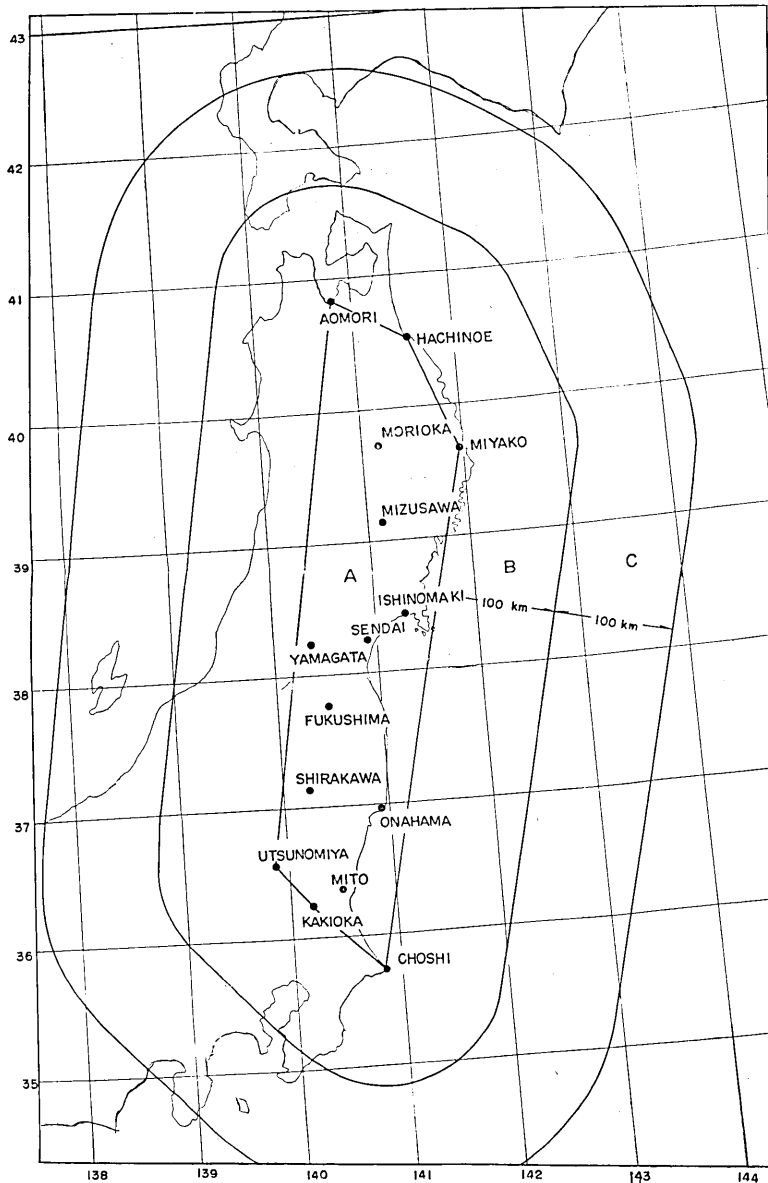 43
42
41
AOMORI
HACHINOE
40
MORIOKA
MIYAKO
MIZUSAWA
39
A
B
C
ISHINOMAKI
100 km
100 km
SENDAI
YAMAGATA
38
FUKUSHIMA
SHIRAKAWA
37
ONAHAMA
UTSUNOMIYA
MITO
KAKIOKA
36
CHOSHI
35
138 139 140 141 142 143 144